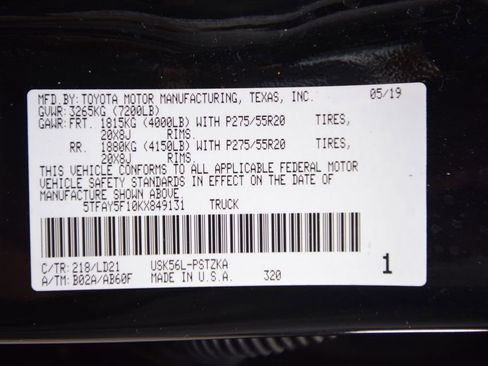 MFD.BY: TOYOTA MOTOR MANUFACTURING, TEXAS, INC. 05/19
GVWR: 3265KG (7200LB)
GAWR: FRT. 1815KG (4000LB) WITH P275/55R20 TIRES,
20X8J RIMS.
RR. 1880KG (4150LB) WITH P275/55R20 TIRES,
20X8J RIMS.
THIS VEHICLE CONFORMS TO ALL APPLICABLE FEDERAL MOTOR
VEHICLE SAFETY STANDARDS IN EFFECT ON THE DATE OF
MANUFACTURE SHOWN ABOVE.
5TFAY5F10KX849131 TRUCK
C/TR: 218/LD21 USK56L-PSTZKA
A/TM: B02A/AB60F MADE IN U.S.A. 320 1